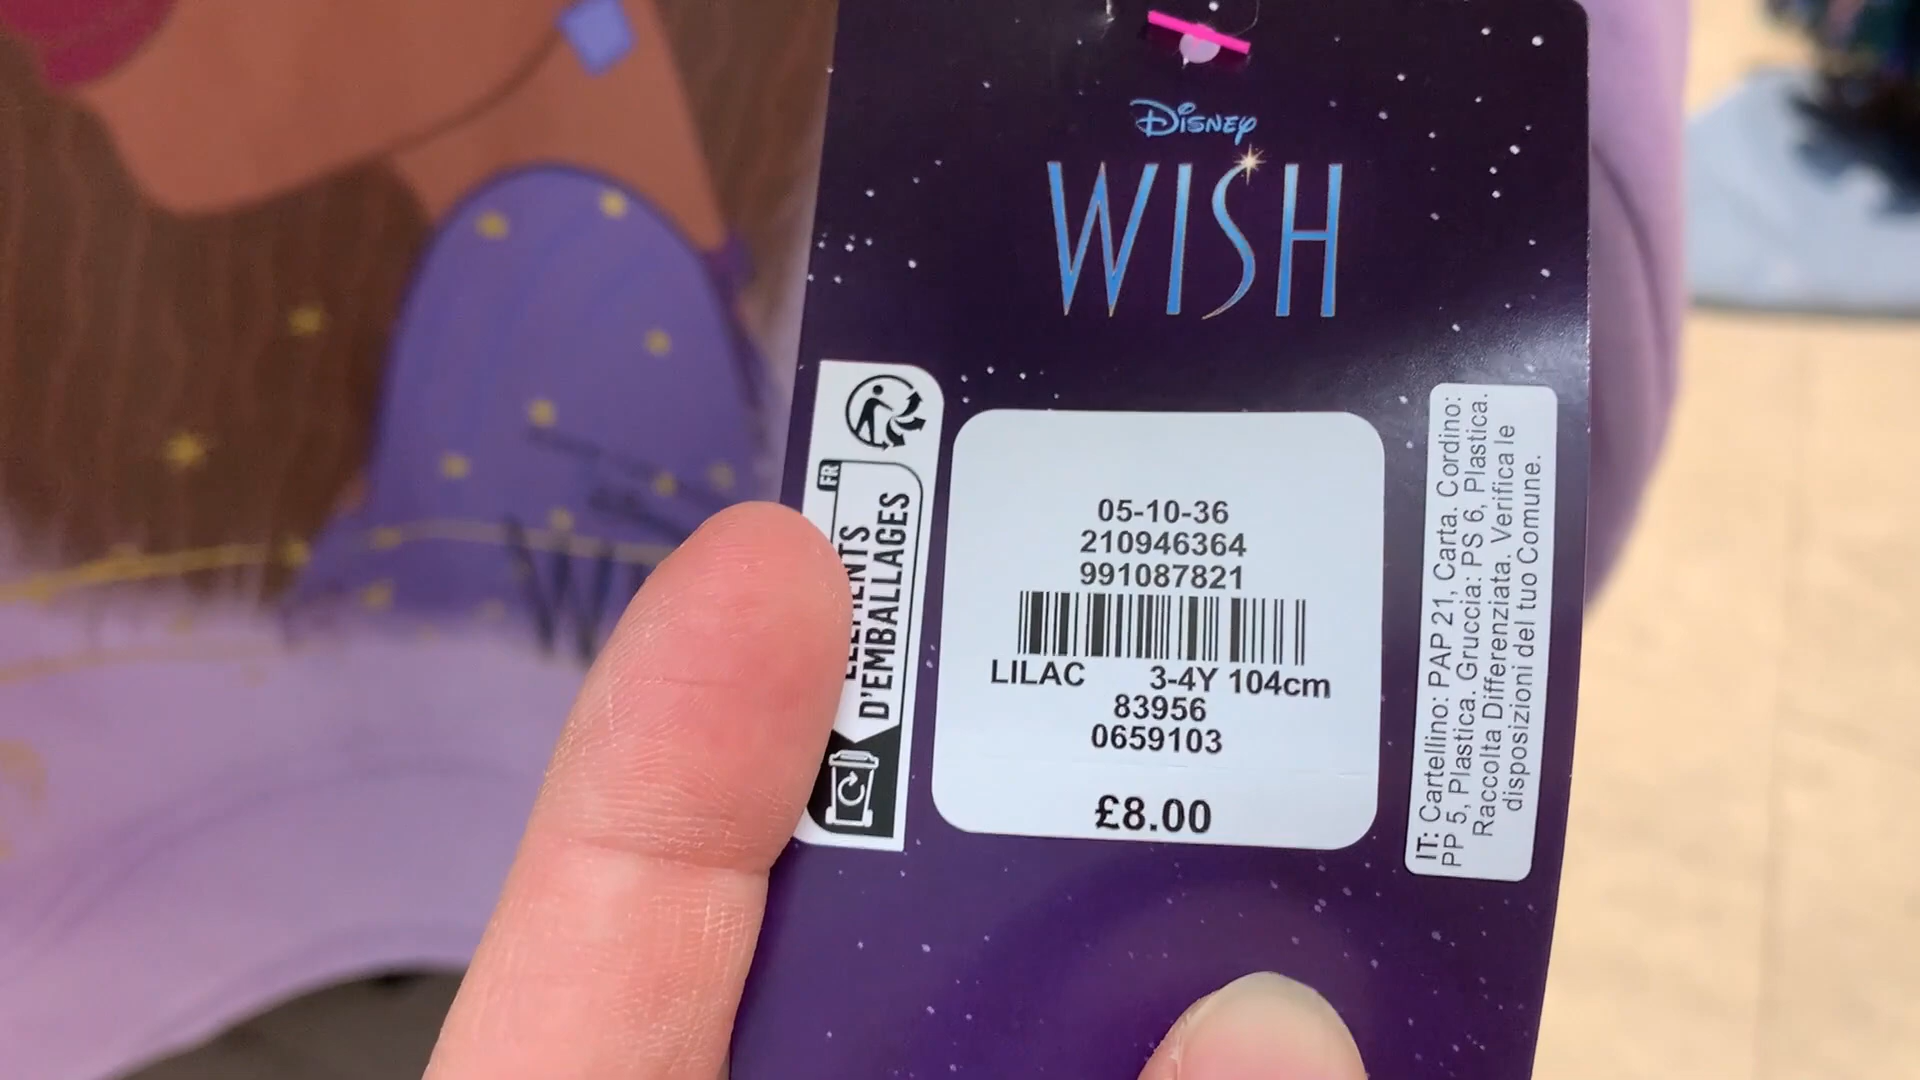 Disney
WISH
FR
D'EMBALLAGES
05-10-36
210946364
991087821
LILAC 3-4Y 104cm
83956
0659103
£8.00
IT: Cartellino: PAP 21, Carta. Cordino:
PP 5, Plastica. Gruccia: PS 6, Plastica.
Raccolta Differenziata. Verifica le
disposizioni del tuo Comune.